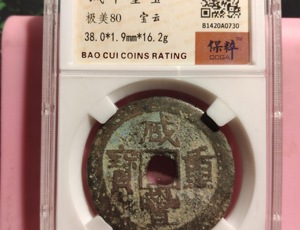 极美80 宝云
38.0*1.9mm*16.2g
BAO CUI COINS RATING
保粹
81420A0730
咸
寶 重